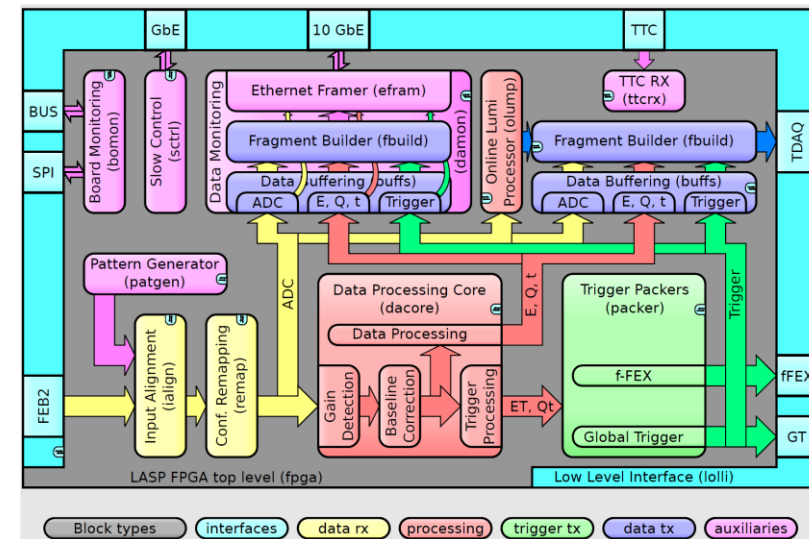 GbE
10 GbE
TTC
BUS
SPI
Board Monitoring
(bomon)
Slow Control
(sctrl)
Data Monitoring
(damon)
Ethernet Framer (efram)
Fragment Builder (fbuild)
Data Buffering (buffs)
ADC
E, Q, t
Trigger
Online Lumi
Processor (olump)
TTC RX
(ttcrx)
Fragment Builder (fbuild)
Data Buffering (buffs)
ADC
E, Q, t
Trigger
TDAQ
Pattern Generator
(patgen)
ADC
Data Processing Core
(dacore)
Data Processing
E, Q, t
Trigger Packers
(packer)
Trigger
FEB2
Input Alignment
(ialign)
Conf. Remapping
(remap)
Gain
Detection
Baseline
Correction
Trigger
Processing
ET, Qt
f-FEX
Global Trigger
fFEX
GT
LASP FPGA top level (fpga)
Low Level Interface (lolli)
Block types
interfaces
data rx
processing
trigger tx
data tx
auxiliaries